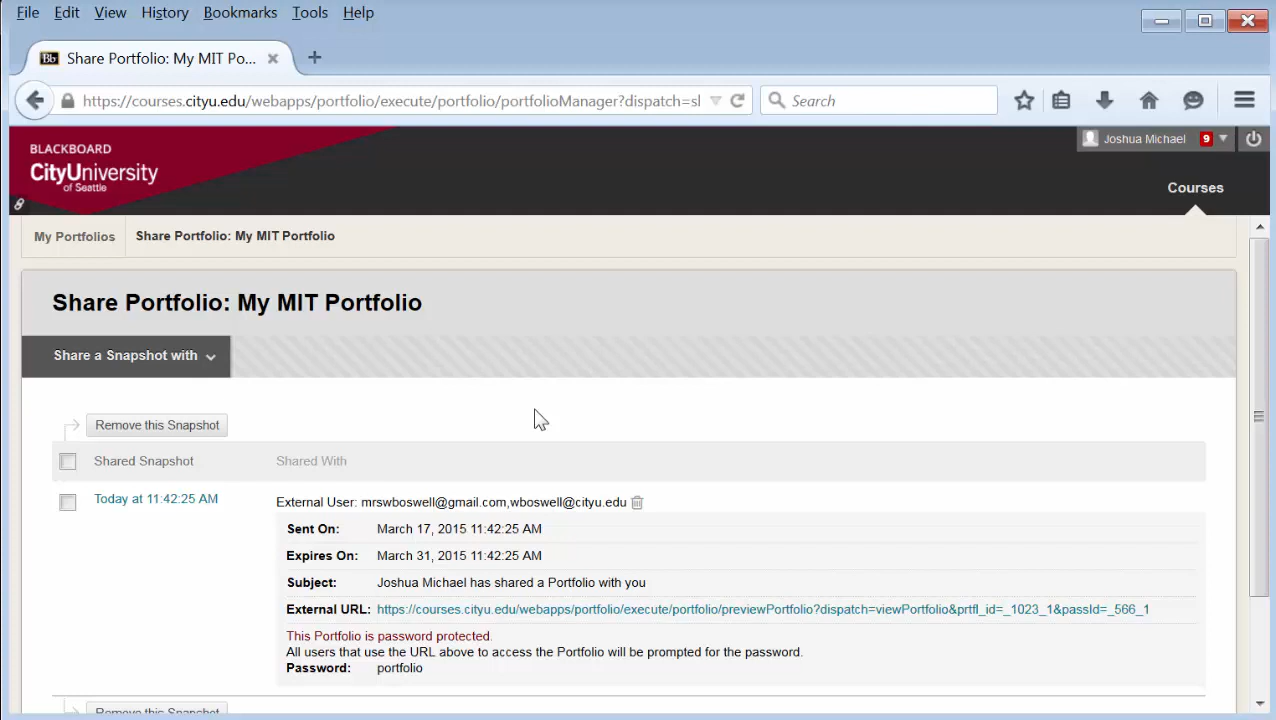 File Edit View History Bookmarks Tools Help
Bb Share Portfolio: My MIT Po...
https://courses.cityu.edu/webapps/portfolio/execute/portfolio/portfolioManager?dispatch=sl
Search
BLACKBOARD
CityUniversity
of Seattle
Joshua Michael 9
Courses
My Portfolios Share Portfolio: My MIT Portfolio
Share Portfolio: My MIT Portfolio
Share a Snapshot with
Remove this Snapshot
Shared Snapshot Shared With
Today at 11:42:25 AM External User: mrswboswell@gmail.com,wboswell@cityu.edu
Sent On: March 17, 2015 11:42:25 AM
Expires On: March 31, 2015 11:42:25 AM
Subject: Joshua Michael has shared a Portfolio with you
External URL: https://courses.cityu.edu/webapps/portfolio/execute/portfolio/previewPortfolio?dispatch=viewPortfolio&prtfl_id=_1023_1&passId=_566_1
This Portfolio is password protected.
All users that use the URL above to access the Portfolio will be prompted for the password.
Password: portfolio
Remove this Snapshot